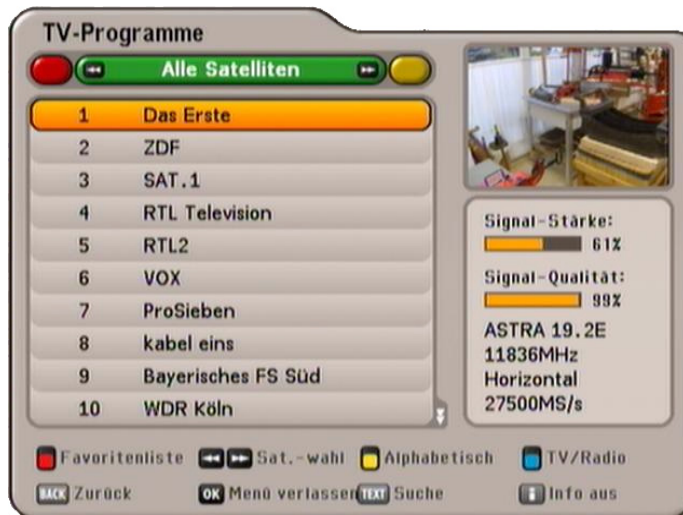 TV-Programme
Alle Satelliten
1 Das Erste
2 ZDF
3 SAT.1
4 RTL Television
5 RTL2
6 VOX
7 ProSieben
8 kabel eins
9 Bayerisches FS Süd
10 WDR Köln
Signal-Stärke:
61%
Signal-Qualität:
99%
ASTRA 19.2E
11836MHz
Horizontal
27500MS/s
Favoritenliste Sat.-wahl Alphabetisch TV/Radio
BACK Zurück OK Menü verlassen TEXT Suche i Info aus